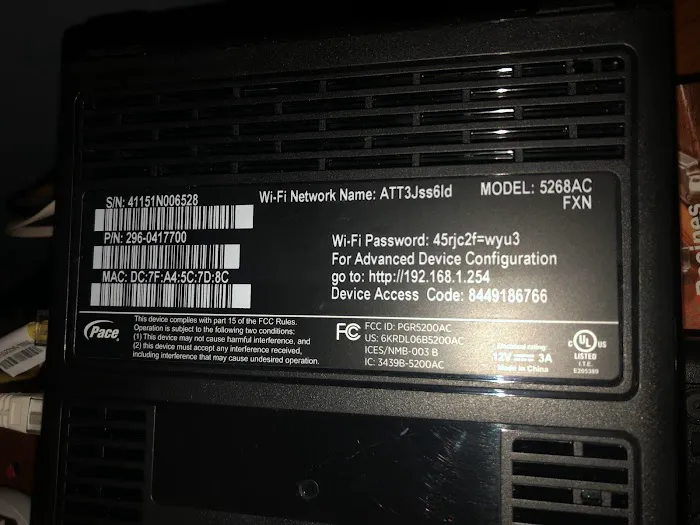 S/N: 41151N006528
Wi-Fi Network Name: ATT3Jss6Id
MODEL: 5268AC
FXN
P/N: 296-0417700
MAC: DC:7F:A4:5C:7D:8C
Wi-Fi Password: 45rjc2f=wyu3
For Advanced Device Configuration
go to: http://192.168.1.254
Device Access Code: 8449186766
Pace
This device complies with part 15 of the FCC Rules.
Operation is subject to the following two conditions:
(1) This device may not cause harmful interference, and
(2) this device must accept any interference received,
including interference that may cause undesired operation.
FC
FCC ID: PGR5200AC
US: 6KRDL06B5200AC
ICES/NMB-003 B
IC: 3439B-5200AC
Electrical rating:
12V 3A
Made in China
c UL US
LISTED
I.T.E.
E205389